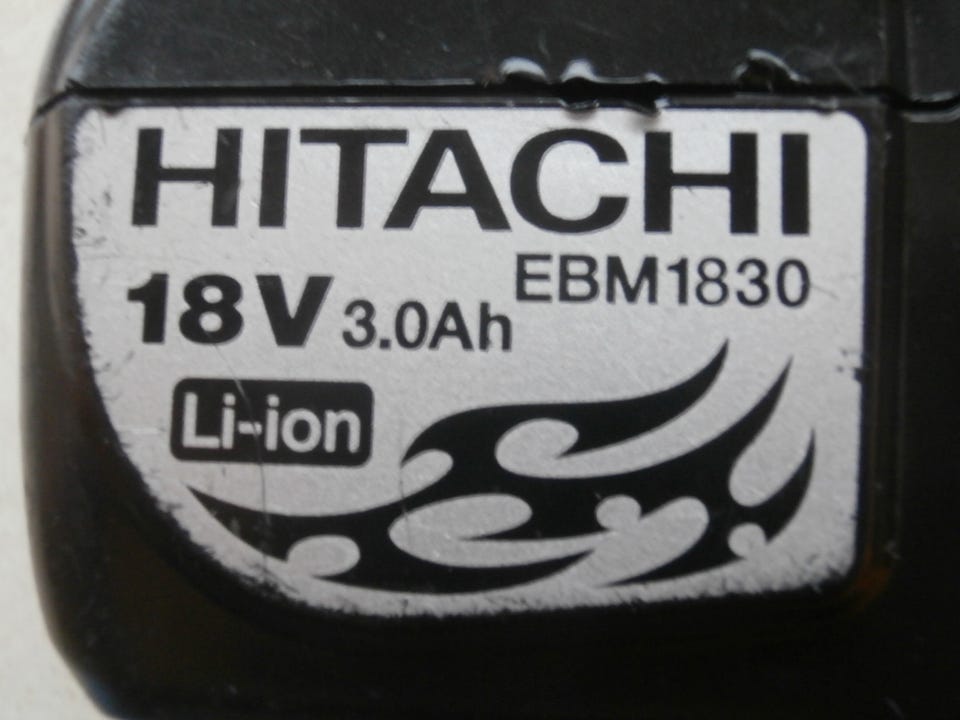 HITACHI
EBM1830
18V 3.0Ah
Li-ion